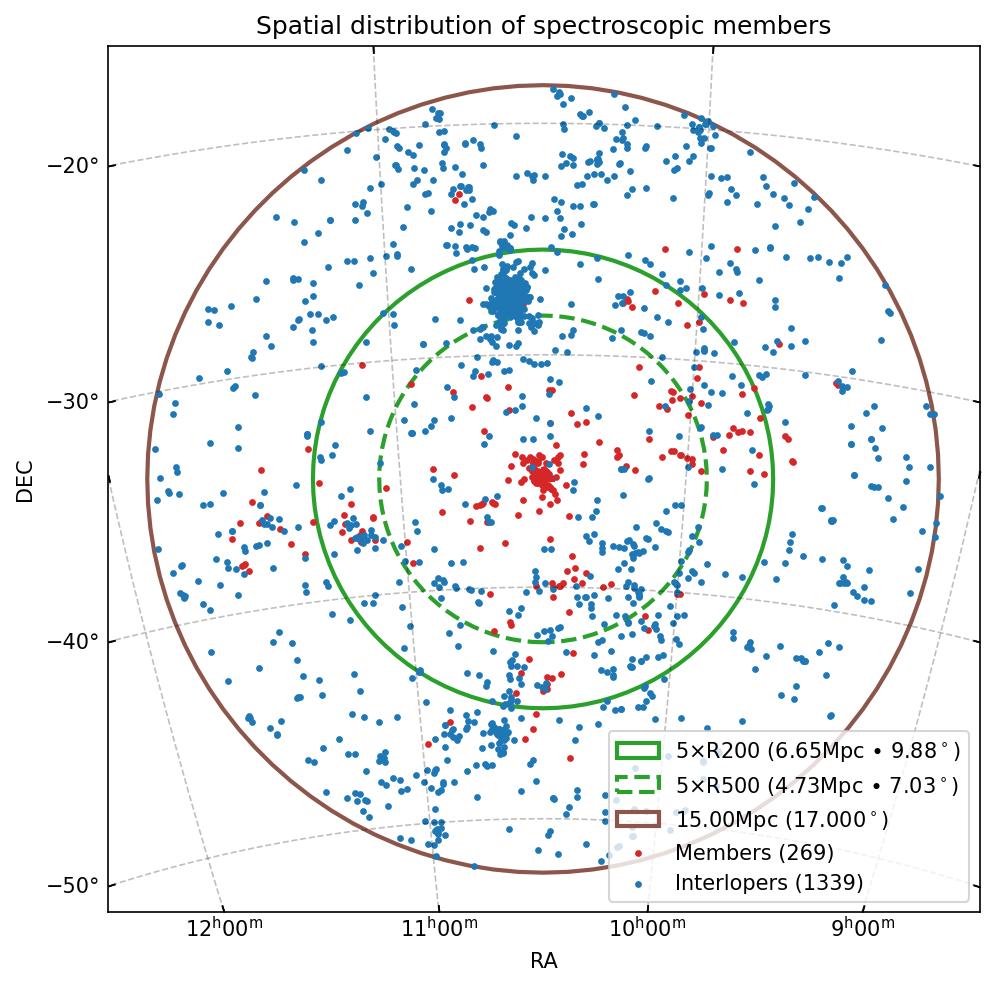 Spatial distribution of spectroscopic members
−20°
−30°
−40°
−50°
DEC
5×R200 (6.65Mpc • 9.88°)
5×R500 (4.73Mpc • 7.03°)
15.00Mpc (17.000°)
Members (269)
Interlopers (1339)
12ʰ00ᵐ 11ʰ00ᵐ 10ʰ00ᵐ 9ʰ00ᵐ
RA